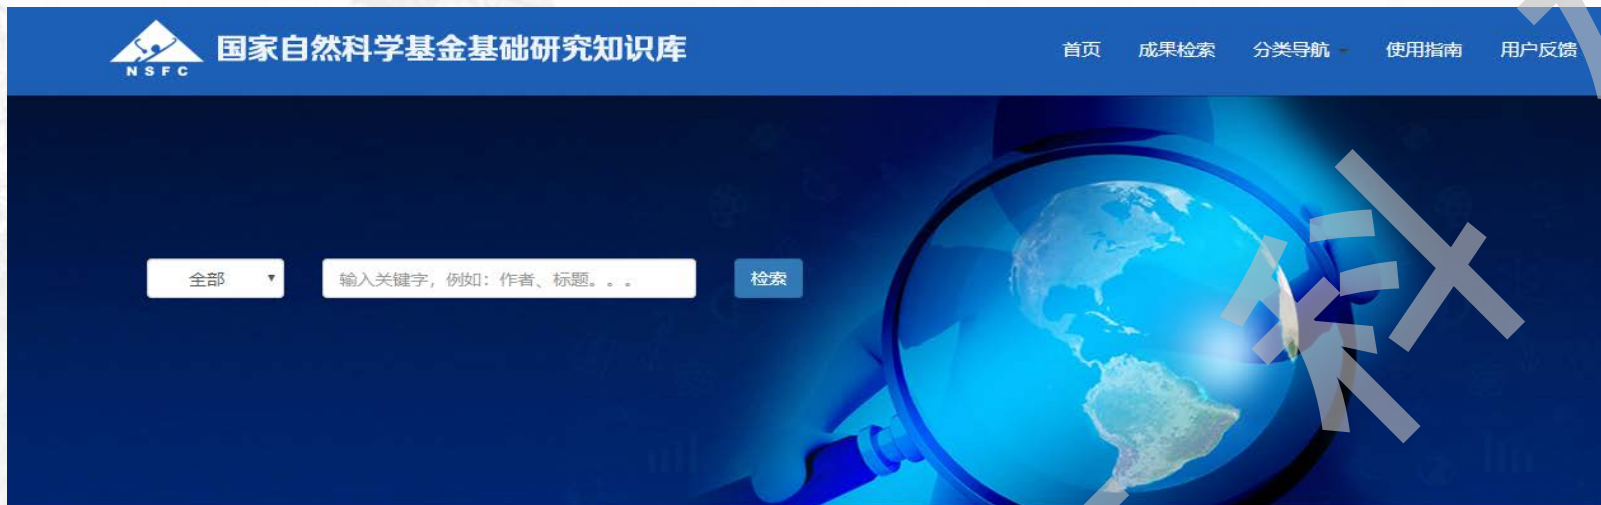 NSFC
国家自然科学基金基础研究知识库
首页 成果检索 分类导航 使用指南 用户反馈
全部 输入关键字，例如：作者、标题。。。 检索